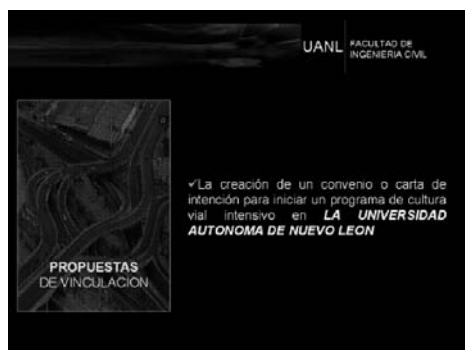 UANL
FACULTAD DE
INGENIERIA CIVIL
✓La creación de un convenio o carta de
intención para iniciar un programa de cultura
vial intensivo en LA UNIVERSIDAD
AUTONOMA DE NUEVO LEON
PROPUESTAS
DE VINCULACION